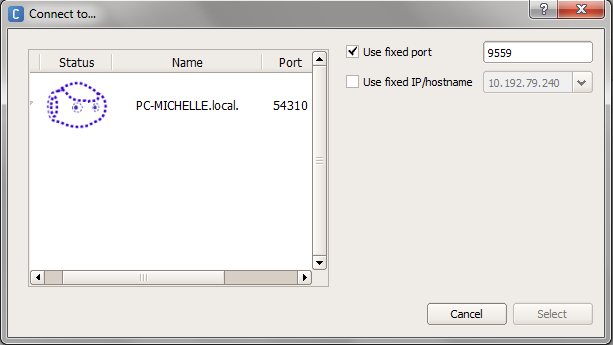 C Connect to...
?
Status Name Port
PC-MICHELLE.local. 54310
Use fixed port 9559
Use fixed IP/hostname 10.192.79.240
Cancel Select